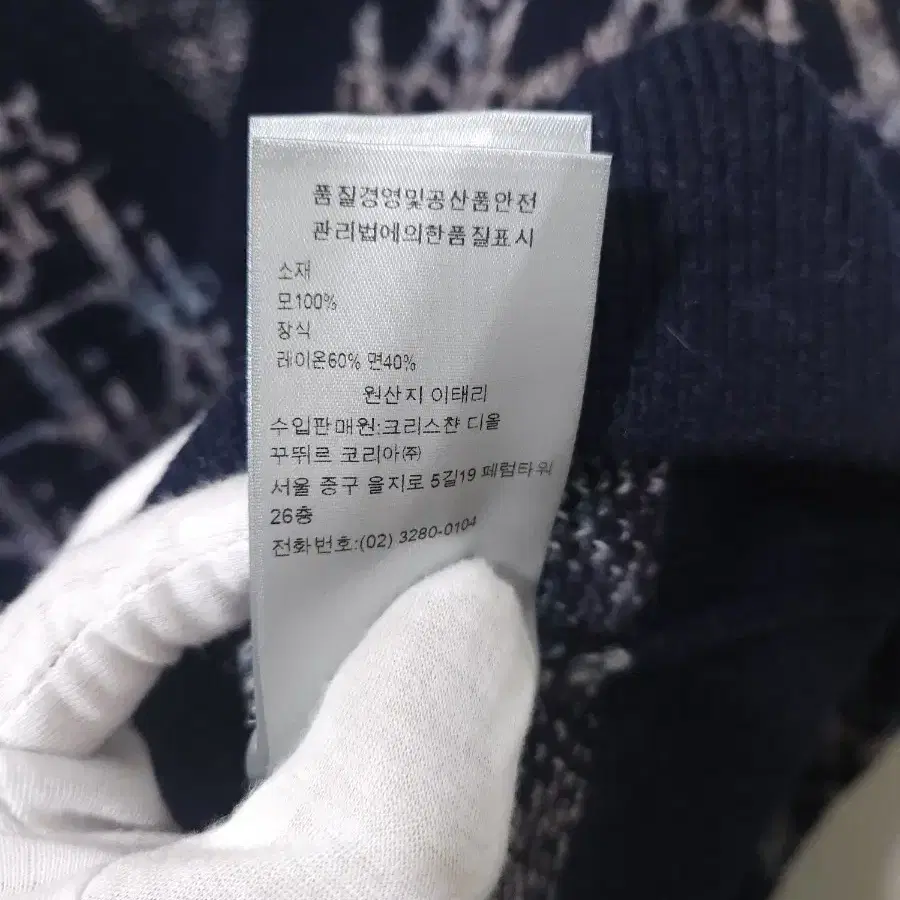 품질경영및공산품안전
관리법에의한품질표시
소재
모100%
장식
레이온60% 면40%
원산지 이태리
수입판매원:크리스챤 디올
꾸뛰르 코리아(주)
서울 중구 을지로 5길19 페럼타워
26층
전화번호:(02) 3280-0104